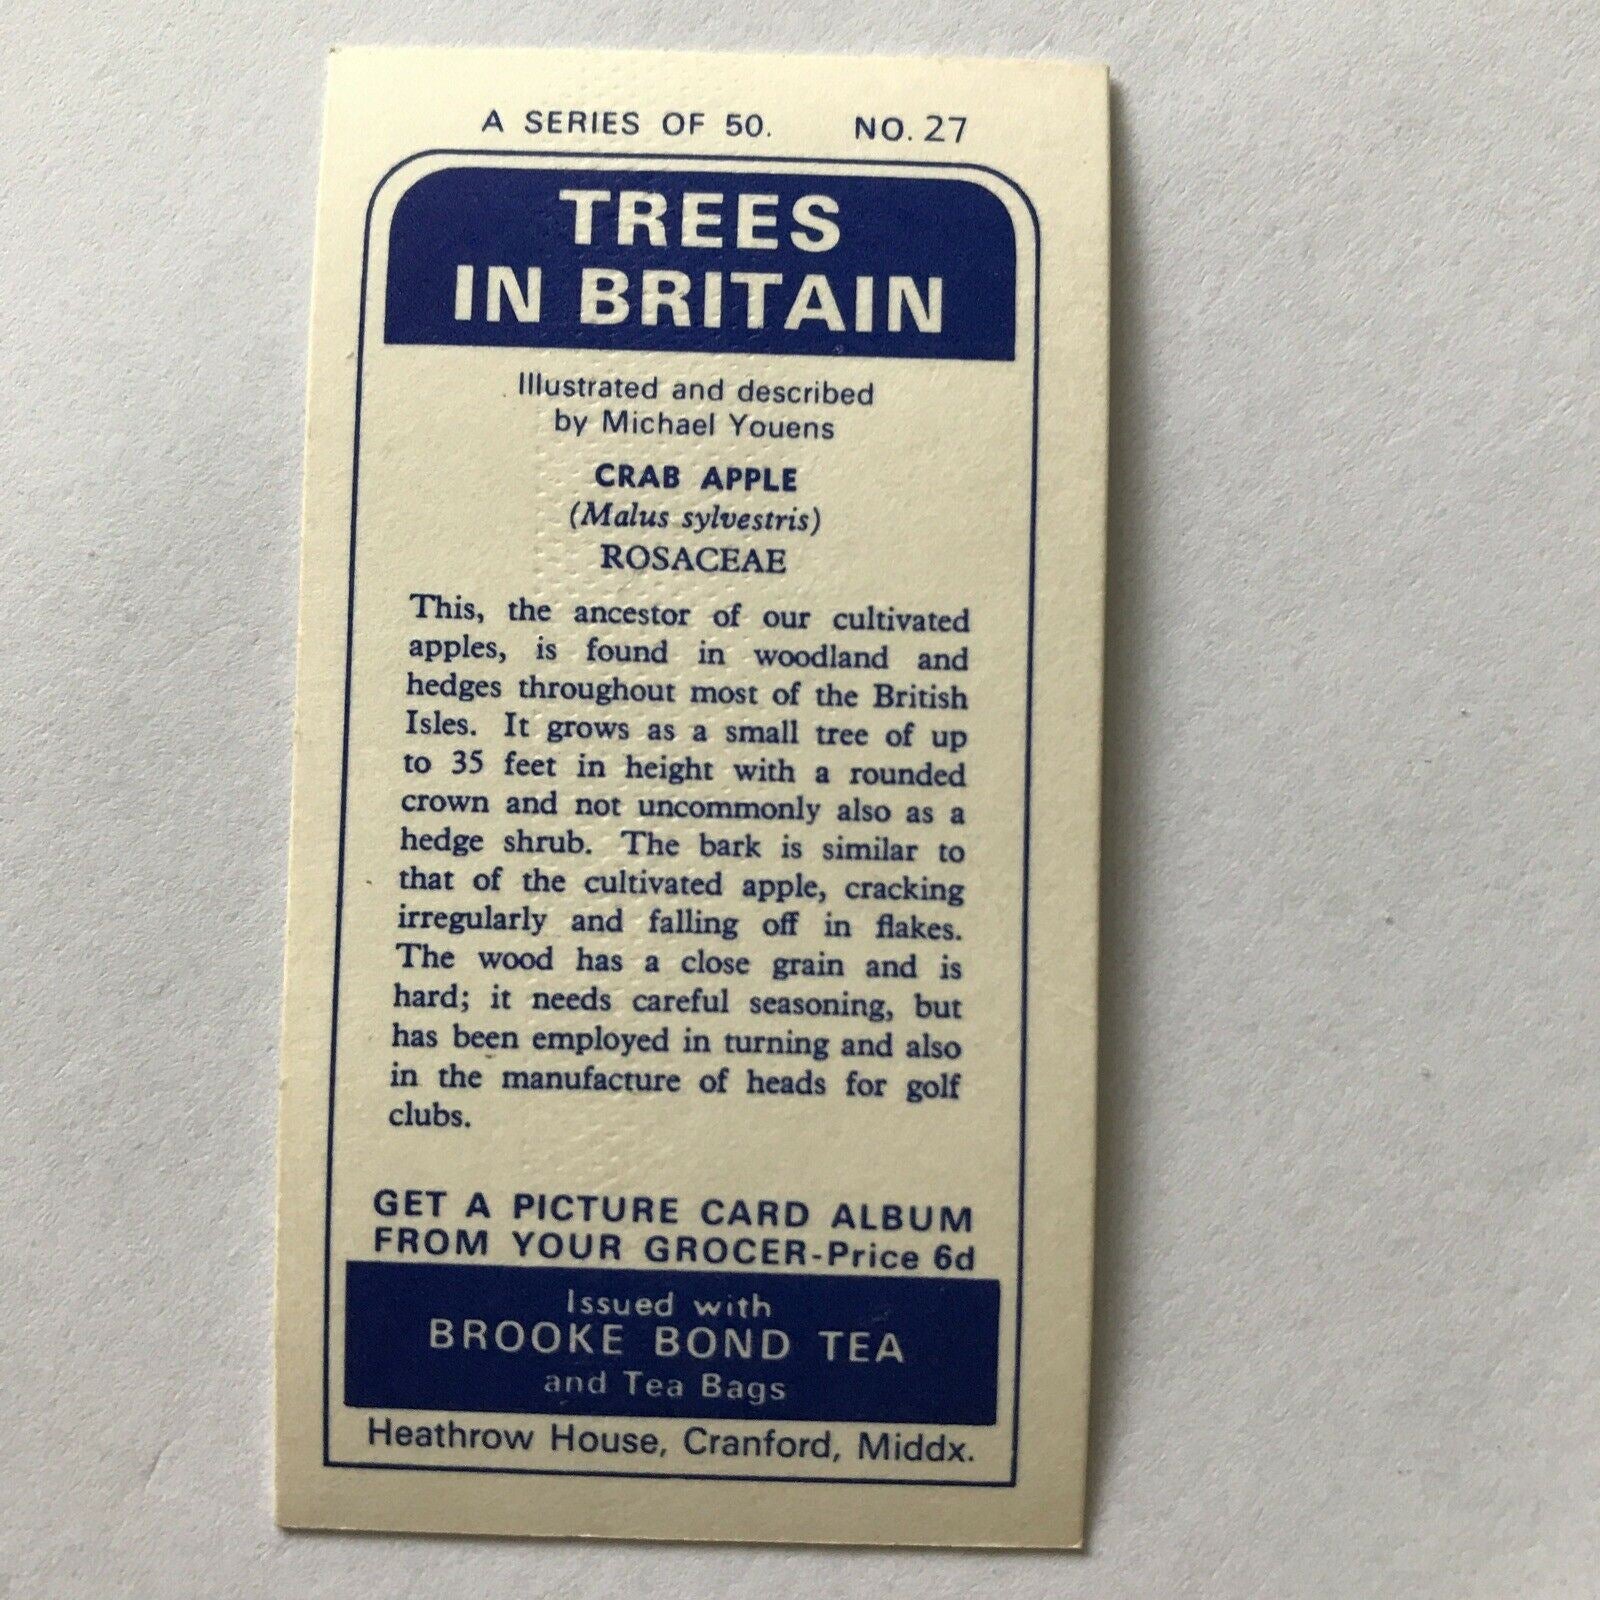 A SERIES OF 50. NO. 27
TREES
IN BRITAIN
Illustrated and described
by Michael Youens
CRAB APPLE
(Malus sylvestris)
ROSACEAE
This, the ancestor of our cultivated
apples, is found in woodland and
hedges throughout most of the British
Isles. It grows as a small tree of up
to 35 feet in height with a rounded
crown and not uncommonly also as a
hedge shrub. The bark is similar to
that of the cultivated apple, cracking
irregularly and falling off in flakes.
The wood has a close grain and is
hard; it needs careful seasoning, but
has been employed in turning and also
in the manufacture of heads for golf
clubs.
GET A PICTURE CARD ALBUM
FROM YOUR GROCER-Price 6d
Issued with
BROOKE BOND TEA
and Tea Bags
Heathrow House, Cranford, Middx.